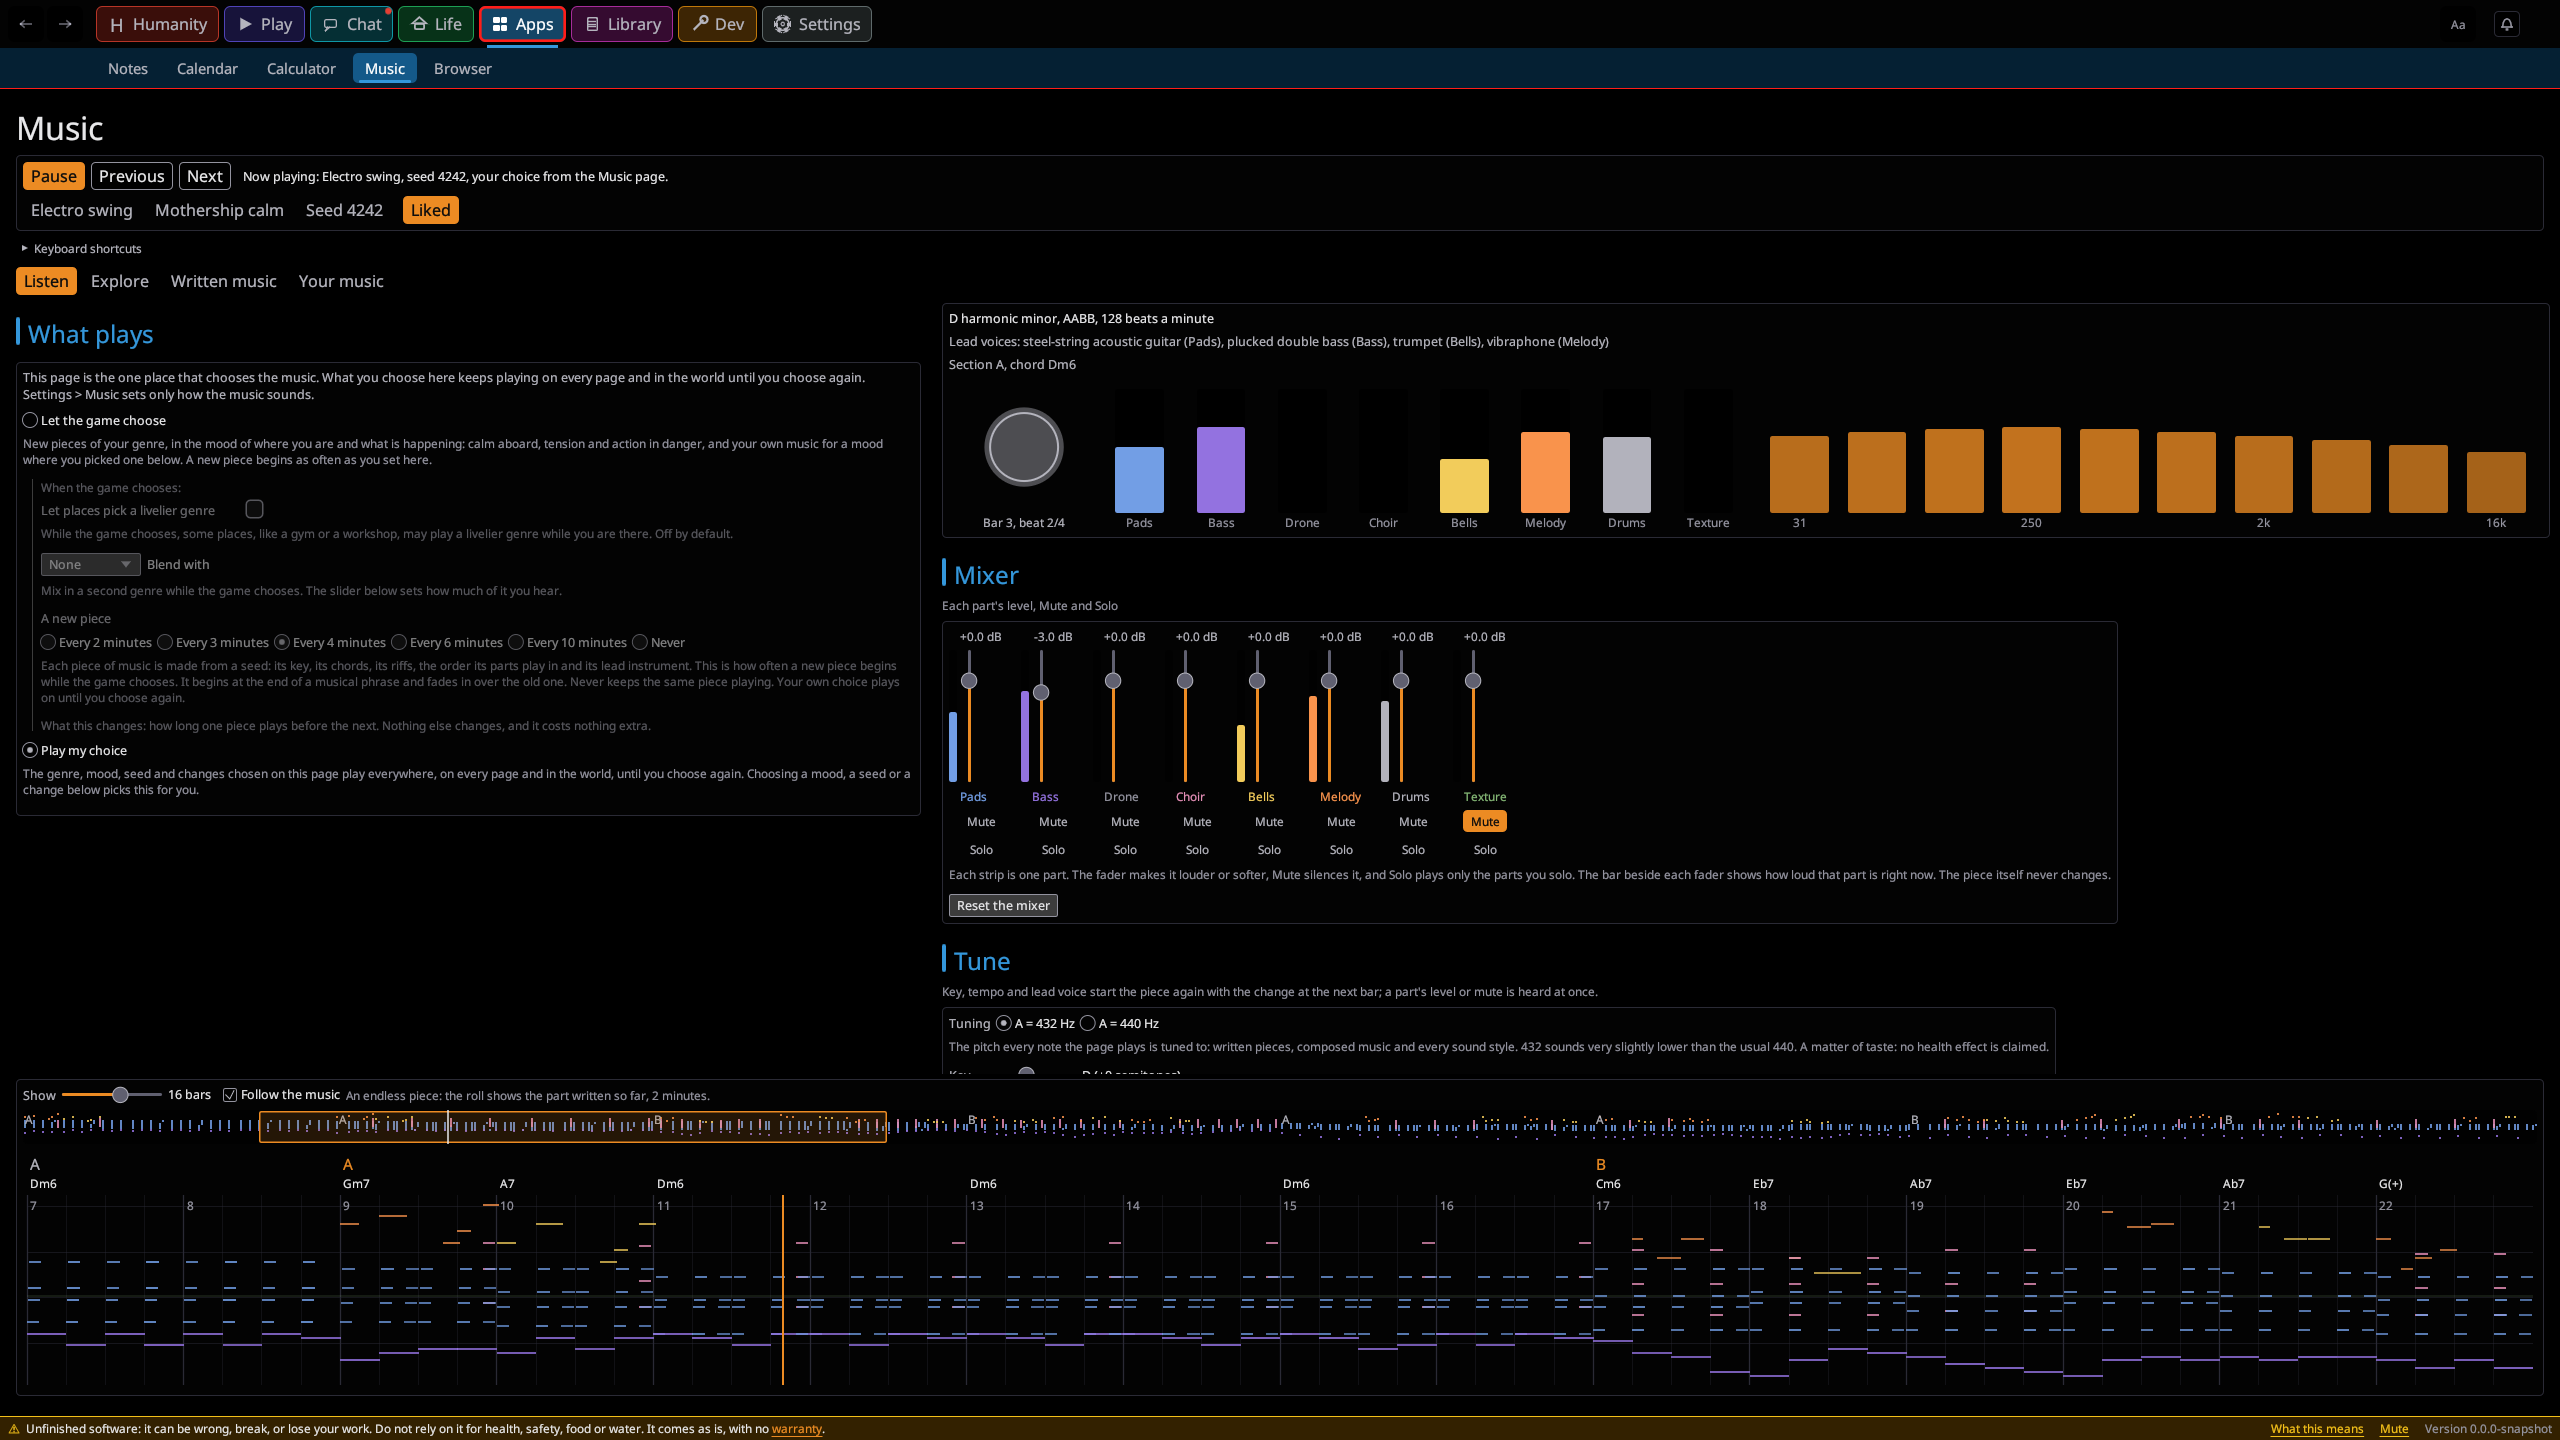 Humanity Play Chat Life Apps Library Dev Settings Aa
Notes Calendar Calculator Music Browser
Music
Pause Previous Next Now playing: Electro swing, seed 4242, your choice from the Music page.
Electro swing Mothership calm Seed 4242 Liked
Keyboard shortcuts
Listen Explore Written music Your music
What plays
This page is the one place that chooses the music. What you choose here keeps playing on every page and in the world until you choose again.
Settings > Music sets only how the music sounds.
Let the game choose
New pieces of your genre, in the mood of where you are and what is happening: calm aboard, tension and action in danger, and your own music for a mood
where you picked one below. A new piece begins as often as you set here.
When the game chooses:
Let places pick a livelier genre
While the game chooses, some places, like a gym or a workshop, may play a livelier genre while you are there. Off by default.
None Blend with
Mix in a second genre while the game chooses. The slider below sets how much of it you hear.
A new piece
Every 2 minutes Every 3 minutes Every 4 minutes Every 6 minutes Every 10 minutes Never
Each piece of music is made from a seed: its key, its chords, its riffs, the order its parts play in and its lead instrument. This is how often a new piece begins
while the game chooses. It begins at the end of a musical phrase and fades in over the old one. Never keeps the same piece playing. Your own choice plays
on until you choose again.
What this changes: how long one piece plays before the next. Nothing else changes, and it costs nothing extra.
Play my choice
The genre, mood, seed and changes chosen on this page play everywhere, on every page and in the world, until you choose again. Choosing a mood, a seed or a
change below picks this for you.
D harmonic minor, AABB, 128 beats a minute
Lead voices: steel-string acoustic guitar (Pads), plucked double bass (Bass), trumpet (Bells), vibraphone (Melody)
Section A, chord Dm6
Bar 3, beat 2/4 Pads Bass Drone Choir Bells Melody Drums Texture 31 250 2k 16k
Mixer
Each part's level, Mute and Solo
+0.0 dB -3.0 dB +0.0 dB +0.0 dB +0.0 dB +0.0 dB +0.0 dB +0.0 dB
Pads Bass Drone Choir Bells Melody Drums Texture
Mute Mute Mute Mute Mute Mute Mute Mute
Solo Solo Solo Solo Solo Solo Solo Solo
Each strip is one part. The fader makes it louder or softer, Mute silences it, and Solo plays only the parts you solo. The bar beside each fader shows how loud that part is right now. The piece itself never changes.
Reset the mixer
Tune
Key, tempo and lead voice start the piece again with the change at the next bar; a part's level or mute is heard at once.
Tuning A = 432 Hz A = 440 Hz
The pitch every note the page plays is tuned to: written pieces, composed music and every sound style. 432 sounds very slightly lower than the usual 440. A matter of taste: no health effect is claimed.
Key D (+0 semitones)
Show 16 bars Follow the music An endless piece: the roll shows the part written so far, 2 minutes.
A A B B A A B B
A A B
Dm6 Gm7 A7 Dm6 Dm6 Dm6 Cm6 Eb7 Ab7 Eb7 Ab7 G(+)
7 8 9 10 11 12 13 14 15 16 17 18 19 20 21 22
Unfinished software: it can be wrong, break, or lose your work. Do not rely on it for health, safety, food or water. It comes as is, with no warranty. What this means Mute Version 0.0.0-snapshot